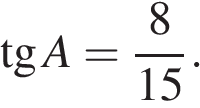 tg A = 8/15.